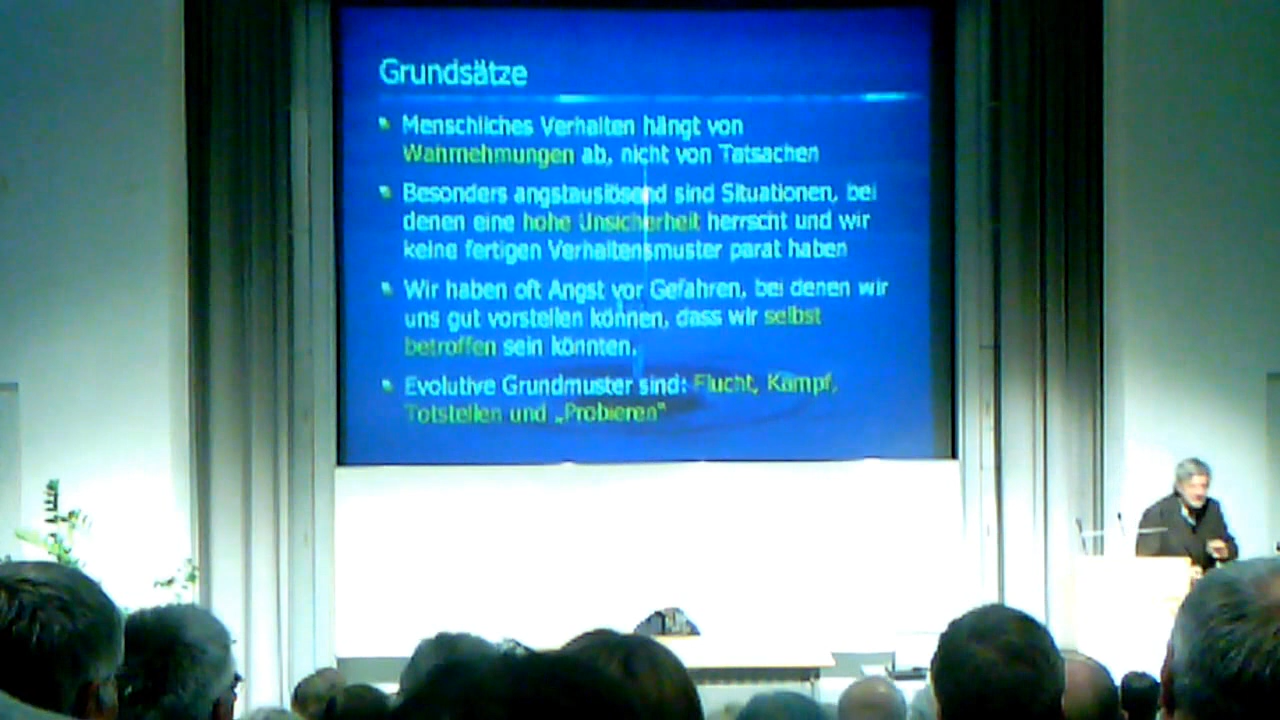 Grundsätze
Menschliches Verhalten hängt von
Wahrnehmungen ab, nicht von Tatsachen
Besonders angstauslösend sind Situationen, bei
denen eine hohe Unsicherheit herrscht und wir
keine fertigen Verhaltensmuster parat haben
Wir haben oft Angst vor Gefahren, bei denen wir
uns gut vorstellen können, dass wir selbst
betroffen sein könnten.
Evolutive Grundmuster sind: Flucht, Kampf,
Totstellen und „Probieren“